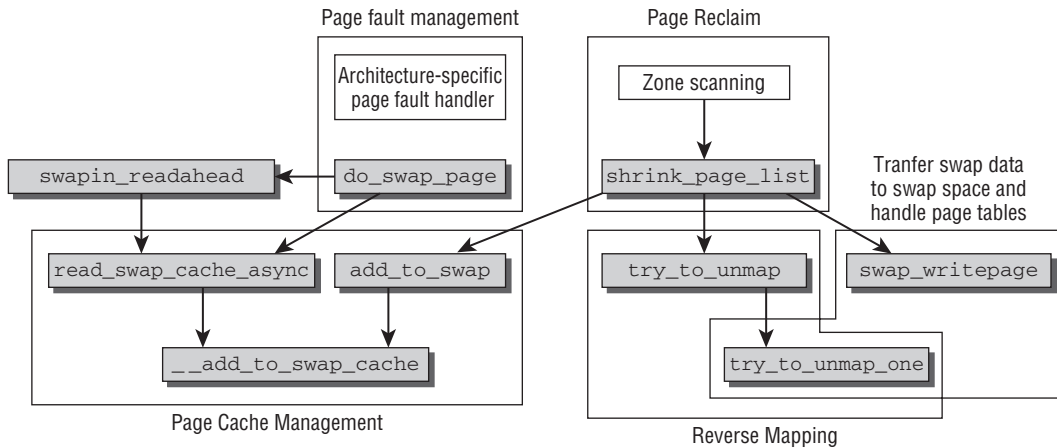 Page fault management
Page Reclaim
Architecture-specific
page fault handler
Zone scanning
swapin_readahead
do_swap_page
shrink_page_list
Tranfer swap data
to swap space and
handle page tables
read_swap_cache_async
add_to_swap
try_to_unmap
swap_writepage
__add_to_swap_cache
try_to_unmap_one
Page Cache Management
Reverse Mapping